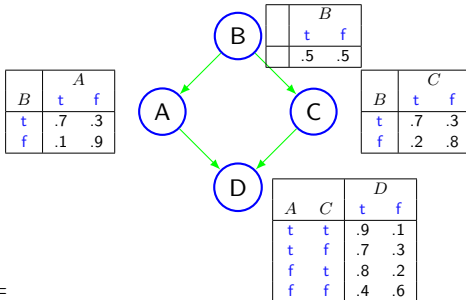 B
B
t f
.5 .5
A
B t f
t .7 .3
f .1 .9
A
C
C
B t f
t .7 .3
f .2 .8
D
D
A C t f
t t .9 .1
t f .7 .3
f t .8 .2
f f .4 .6
=